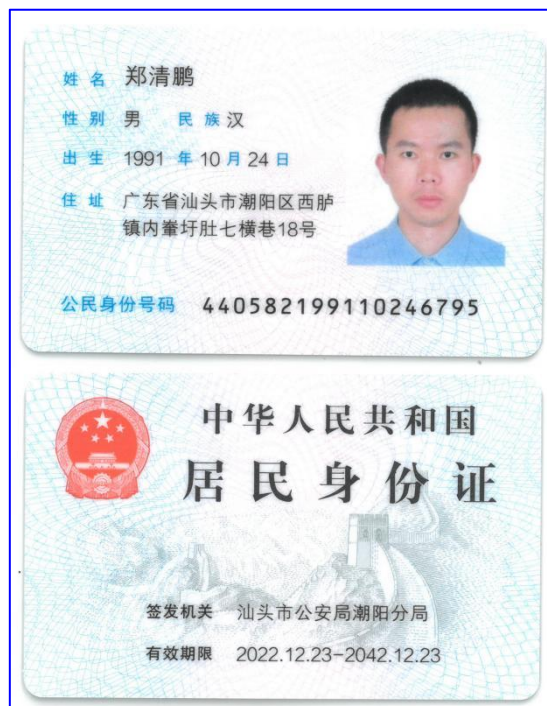 姓名 郑清鹏
性别 男 民族 汉
出生 1991 年 10 月 24 日
住址 广东省汕头市潮阳区西胪
镇内輋圩肚七横巷18号
公民身份号码 440582199110246795
中华人民共和国
居民身份证
签发机关 汕头市公安局潮阳分局
有效期限 2022.12.23-2042.12.23